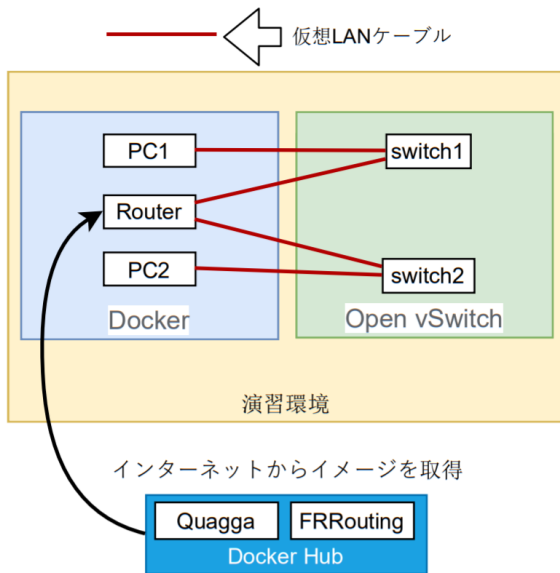 仮想LANケーブル
PC1
switch1
Router
PC2
switch2
Docker
Open vSwitch
演習環境
インターネットからイメージを取得
Quagga
FRRouting
Docker Hub